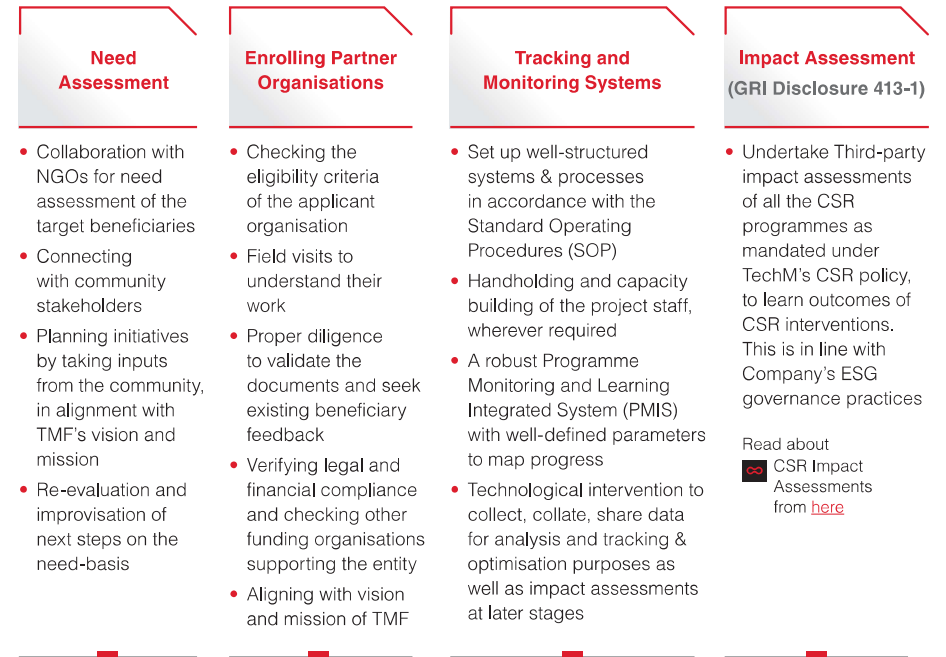 Need
Assessment
• Collaboration with
NGOs for need
assessment of the
target beneficiaries
• Connecting
with community
stakeholders
• Planning initiatives
by taking inputs
from the community,
in alignment with
TMF's vision and
mission
• Re-evaluation and
improvisation of
next steps on the
need-basis
Enrolling Partner
Organisations
• Checking the
eligibility criteria
of the applicant
organisation
• Field visits to
understand their
work
• Proper diligence
to validate the
documents and seek
existing beneficiary
feedback
• Verifying legal and
financial compliance
and checking other
funding organisations
supporting the entity
• Aligning with vision
and mission of TMF
Tracking and
Monitoring Systems
• Set up well-structured
systems & processes
in accordance with the
Standard Operating
Procedures (SOP)
• Handholding and capacity
building of the project staff,
wherever required
• A robust Programme
Monitoring and Learning
Integrated System (PMIS)
with well-defined parameters
to map progress
• Technological intervention to
collect, collate, share data
for analysis and tracking &
optimisation purposes as
well as impact assessments
at later stages
Impact Assessment
(GRI Disclosure 413-1)
• Undertake Third-party
impact assessments
of all the CSR
programmes as
mandated under
TechM's CSR policy,
to learn outcomes of
CSR interventions.
This is in line with
Company's ESG
governance practices
Read about
CSR Impact
Assessments
from here